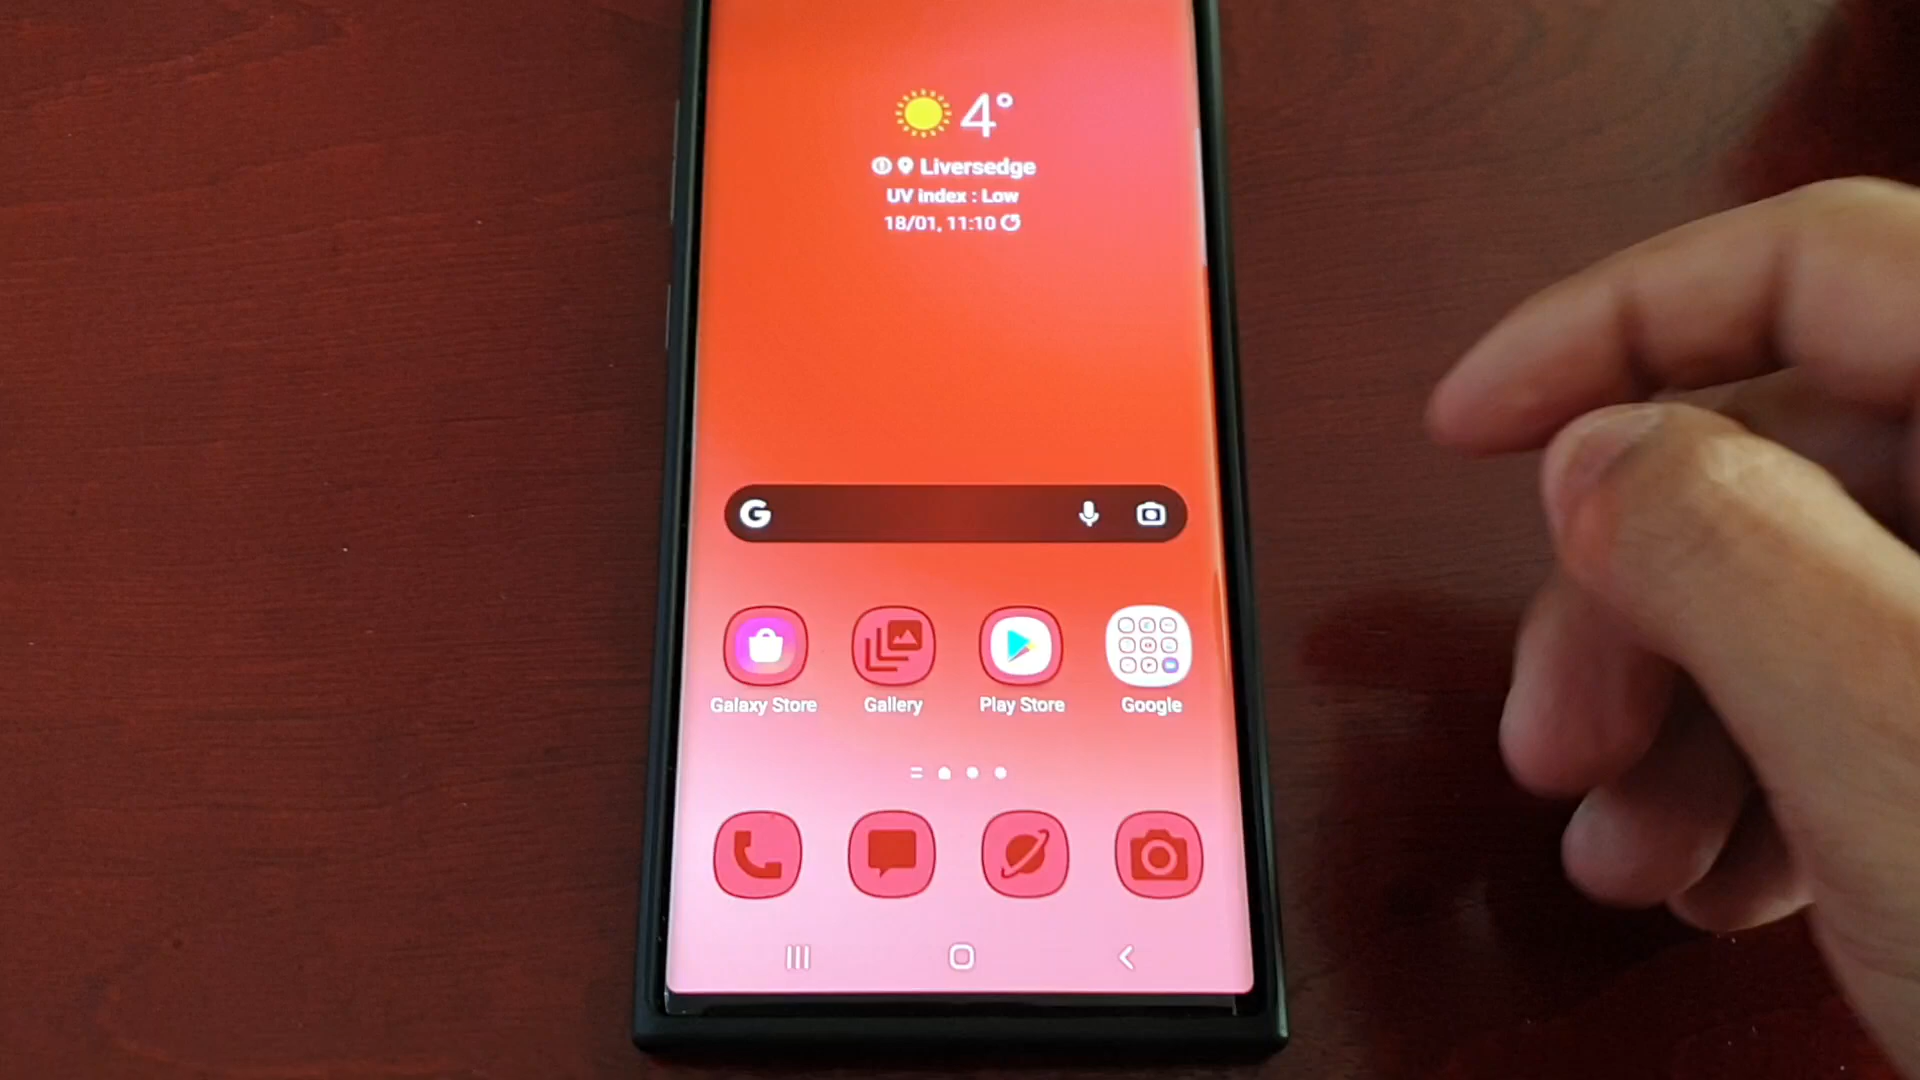 4°
Liversedge
UV index : Low
18/01, 11:10
G
Galaxy Store
Gallery
Play Store
Google